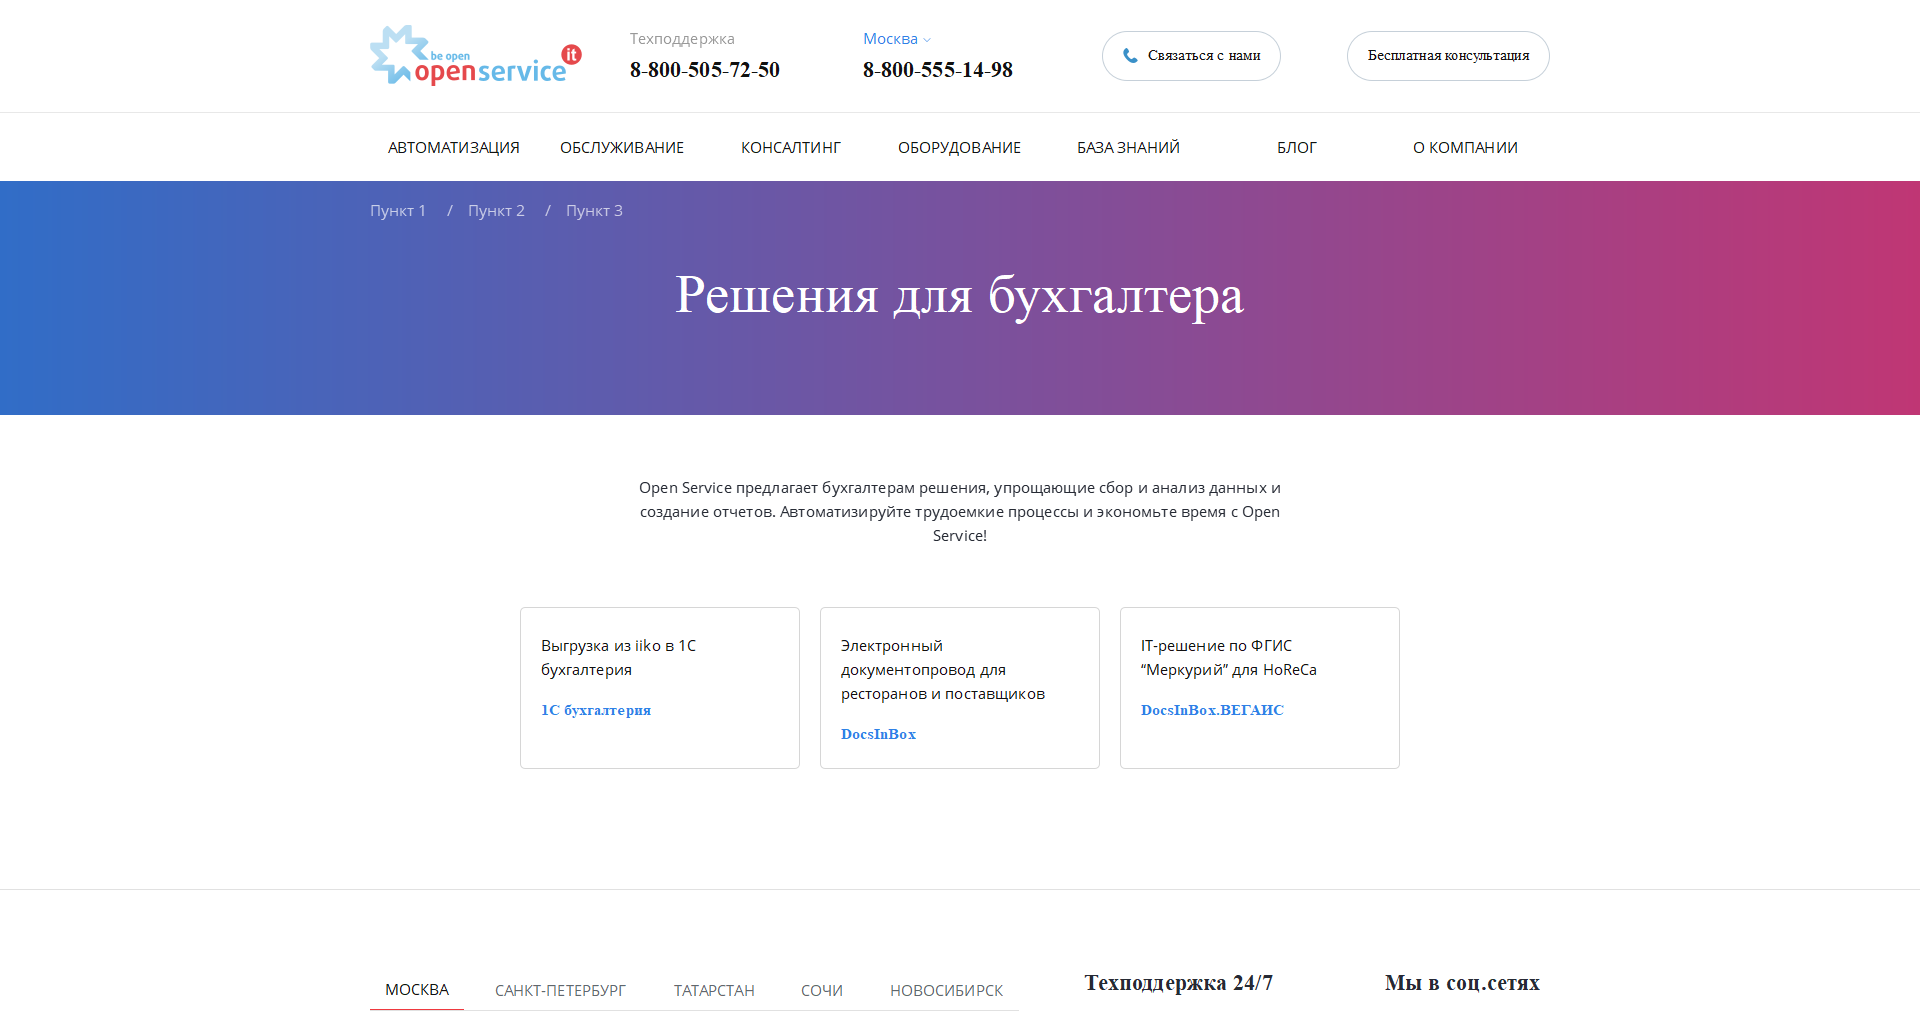 be open
openservice it
Техподдержка
8-800-505-72-50
Москва
8-800-555-14-98
Связаться с нами
Бесплатная консультация
АВТОМАТИЗАЦИЯ
ОБСЛУЖИВАНИЕ
КОНСАЛТИНГ
ОБОРУДОВАНИЕ
БАЗА ЗНАНИЙ
БЛОГ
О КОМПАНИИ
Пункт 1 / Пункт 2 / Пункт 3
Решения для бухгалтера
Open Service предлагает бухгалтерам решения, упрощающие сбор и анализ данных и
создание отчетов. Автоматизируйте трудоемкие процессы и экономьте время с Open
Service!
Выгрузка из iiko в 1С
бухгалтерия
1С бухгалтерия
Электронный
документопровод для
ресторанов и поставщиков
DocsInBox
IT-решение по ФГИС
“Меркурий” для HoReCa
DocsInBox.ВЕГАИС
МОСКВА
САНКТ-ПЕТЕРБУРГ
ТАТАРСТАН
СОЧИ
НОВОСИБИРСК
Техподдержка 24/7
Мы в соц.сетях